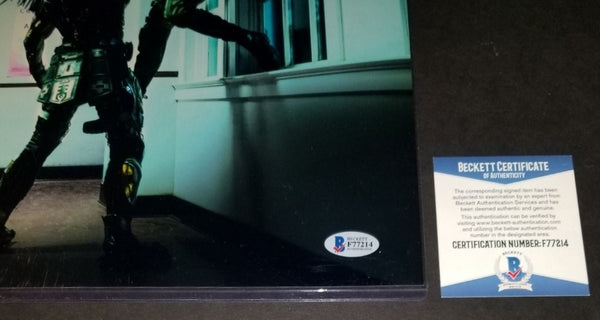 BECKETT
F77214
BECKETT CERTIFICATE
OF AUTHENTICITY
The corresponding signed item has been
subjected to examination by an expert from
Beckett Authentication Services and has
been deemed authentic and genuine.
This authentication can be verified by
visiting www.beckett-authentication.com
and utilizing the below authentication
number in the designated area.
CERTIFICATION NUMBER: F77214
BECKETT
B